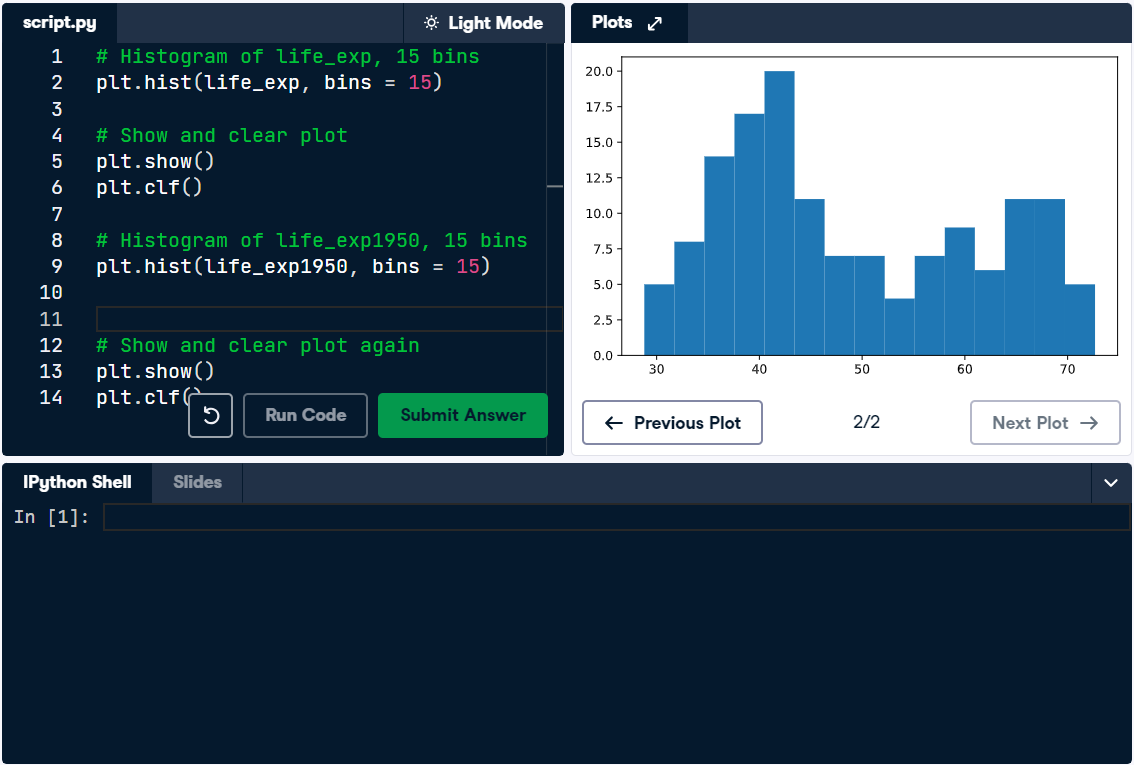 script.py
Light Mode
1 # Histogram of life_exp, 15 bins
2 plt.hist(life_exp, bins = 15)
3
4 # Show and clear plot
5 plt.show()
6 plt.clf()
7
8 # Histogram of life_exp1950, 15 bins
9 plt.hist(life_exp1950, bins = 15)
10
11
12 # Show and clear plot again
13 plt.show()
14 plt.clf()
Run Code
Submit Answer
Plots
20.0
17.5
15.0
12.5
10.0
7.5
5.0
2.5
0.0
30 40 50 60 70
← Previous Plot
2/2
Next Plot →
IPython Shell
Slides
In [1]: